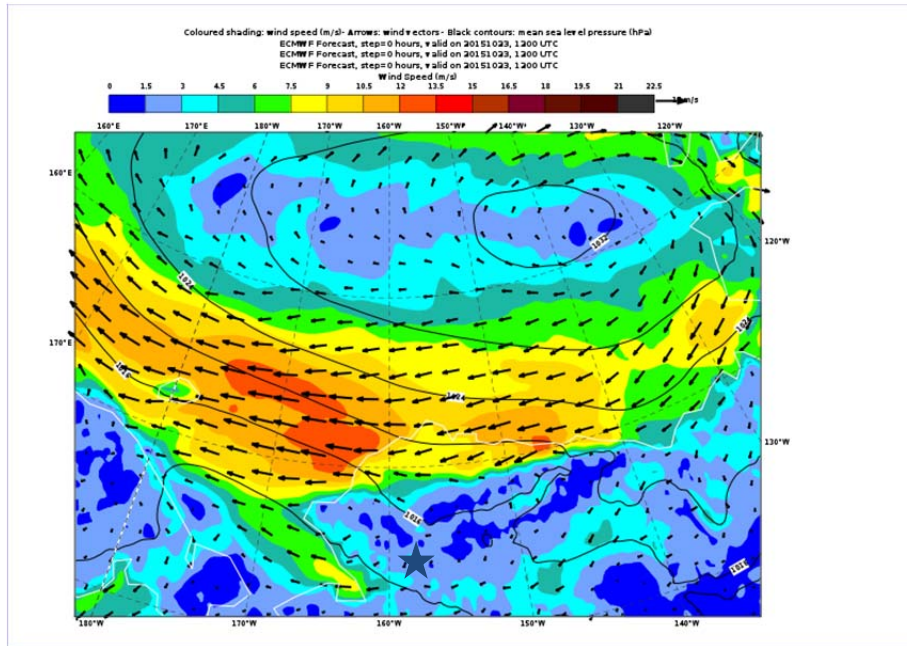 Coloured shading: wind speed (m/s)- Arrows: wind vectors - Black contours: mean sea level pressure (hPa)
ECMWF Forecast, step=0 hours, valid on 20151023, 1200 UTC
ECMWF Forecast, step=0 hours, valid on 20151023, 1200 UTC
ECMWF Forecast, step=0 hours, valid on 20151023, 1200 UTC
Wind Speed (m/s)
0 1.5 3 4.5 6 7.5 9 10.5 12 13.5 15 16.5 18 19.5 21 22.5
m/s
160°E 170°E 180°W 170°W 160°W 150°W 140°W 130°W 120°W
160°E
1032
120°W
1024
1024
170°E
1016
1024
130°W
1016
180°W 170°W 160°W 150°W 140°W